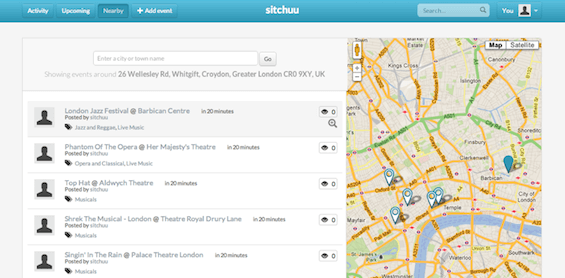 Activity Upcoming Nearby + Add event sitchuu Search... You
Enter a city or town name Go
Showing events around 26 Wellesley Rd, Whitgift, Croydon, Greater London CR0 9XY, UK
London Jazz Festival @ Barbican Centre in 20 minutes 0
Posted by sitchuu
Jazz and Reggae, Live Music
Phantom Of The Opera @ Her Majesty's Theatre in 20 minutes 0
Posted by sitchuu
Opera and Classical, Live Music
Top Hat @ Aldwych Theatre in 20 minutes 0
Posted by sitchuu
Musicals
Shrek The Musical - London @ Theatre Royal Drury Lane in 20 minutes 0
Posted by sitchuu
Musicals
Singin' In The Rain @ Palace Theatre London in 20 minutes 0
Posted by sitchuu
Musicals
Map Satellite
Clerkenwell
Barbican